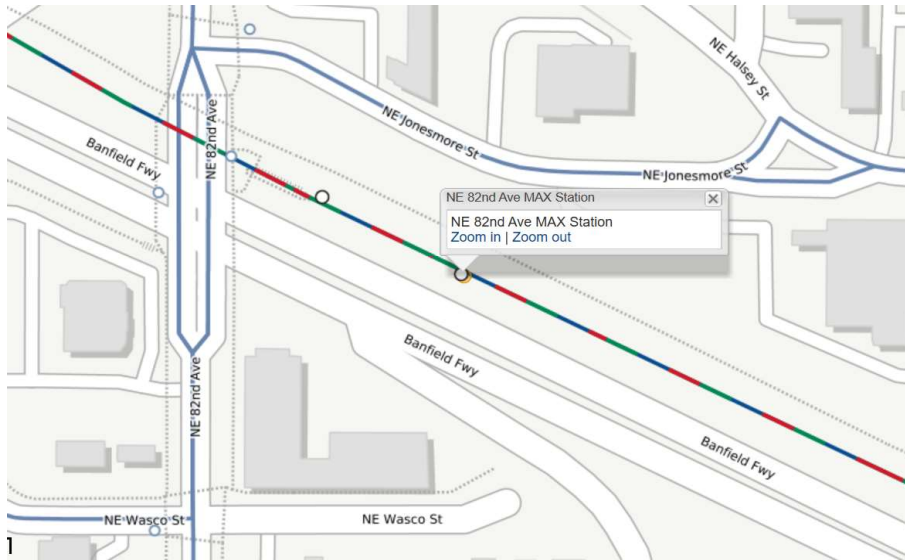 NE Halsey St
NE 82nd Ave
NE Jonesmore St
Banfield Fwy
NE Jonesmore St
NE 82nd Ave MAX Station
NE 82nd Ave MAX Station
Zoom in | Zoom out
Banfield Fwy
NE 82nd Ave
Banfield Fwy
NE Wasco St
NE Wasco St
1